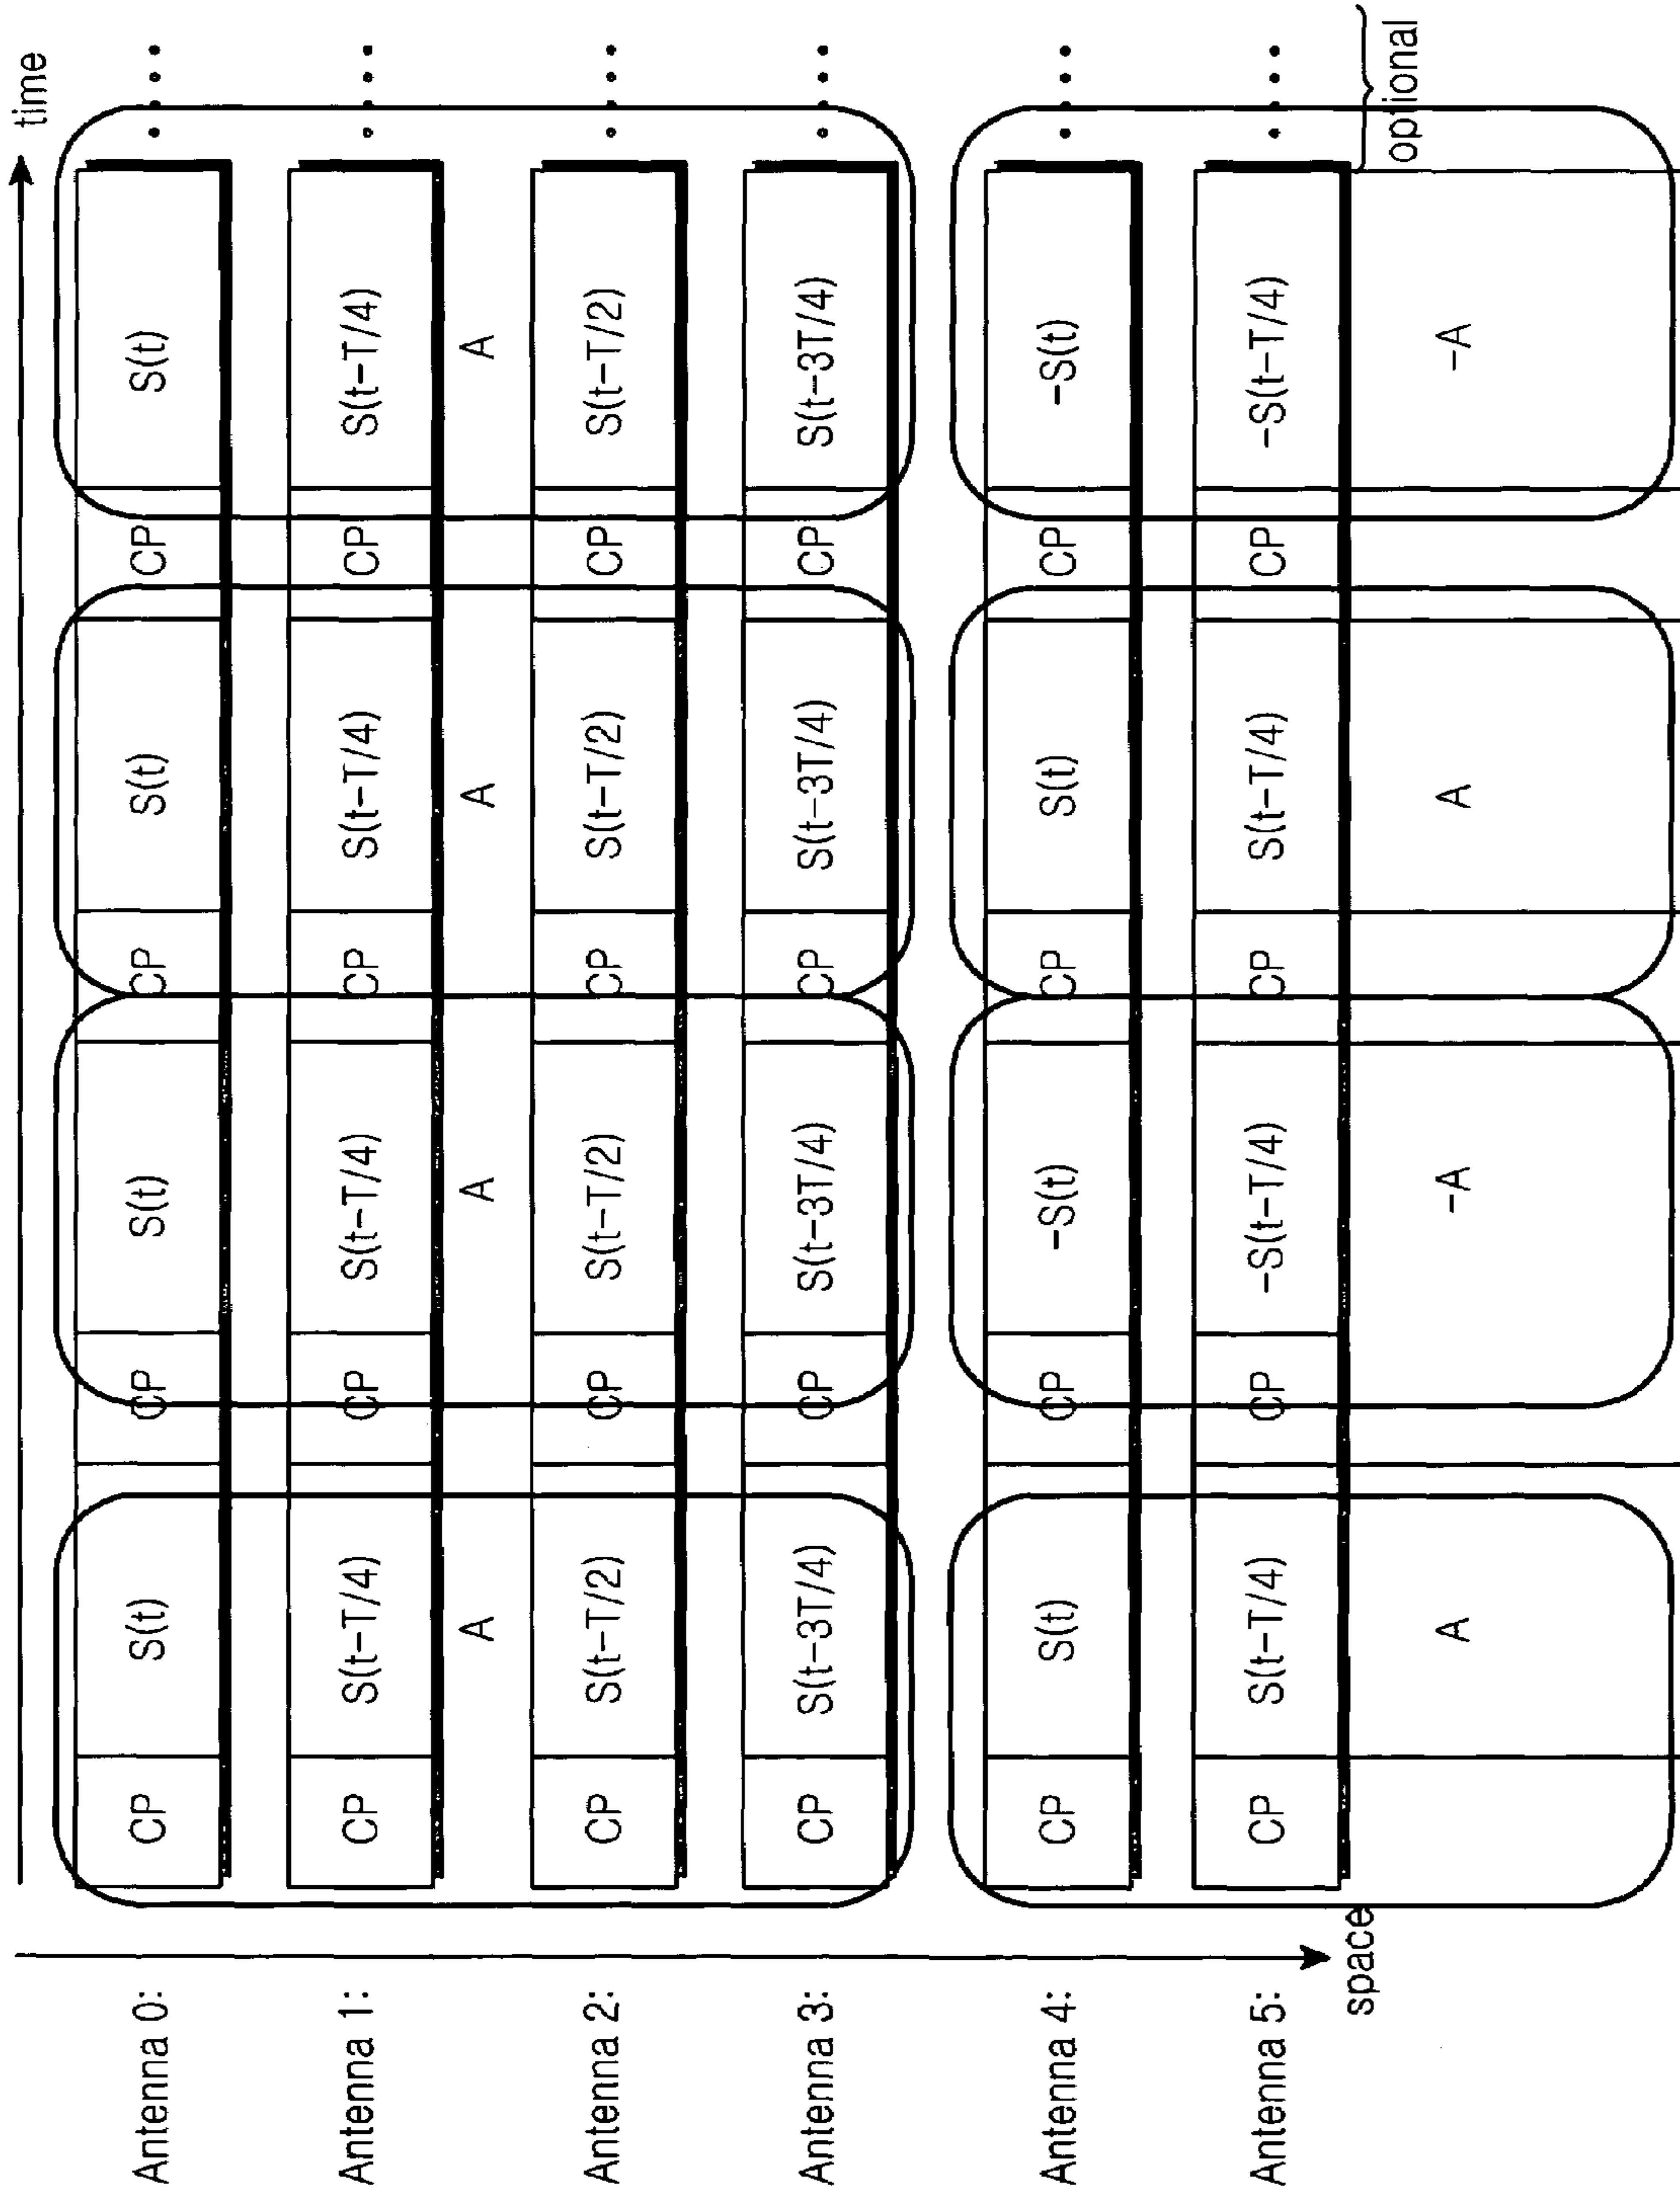 time
Antenna 0: CP S(t) CP S(t) CP S(t) CP S(t) ....
Antenna 1: CP S(t-T/4) CP S(t-T/4) CP S(t-T/4) CP S(t-T/4) ....
A A A A
Antenna 2: CP S(t-T/2) CP S(t-T/2) CP S(t-T/2) CP S(t-T/2) ....
Antenna 3: CP S(t-3T/4) CP S(t-3T/4) CP S(t-3T/4) CP S(t-3T/4) ....
Antenna 4: CP S(t) CP -S(t) CP S(t) CP -S(t) ....
Antenna 5: CP S(t-T/4) CP -S(t-T/4) CP S(t-T/4) CP -S(t-T/4) ....
space
optional
A -A A -A